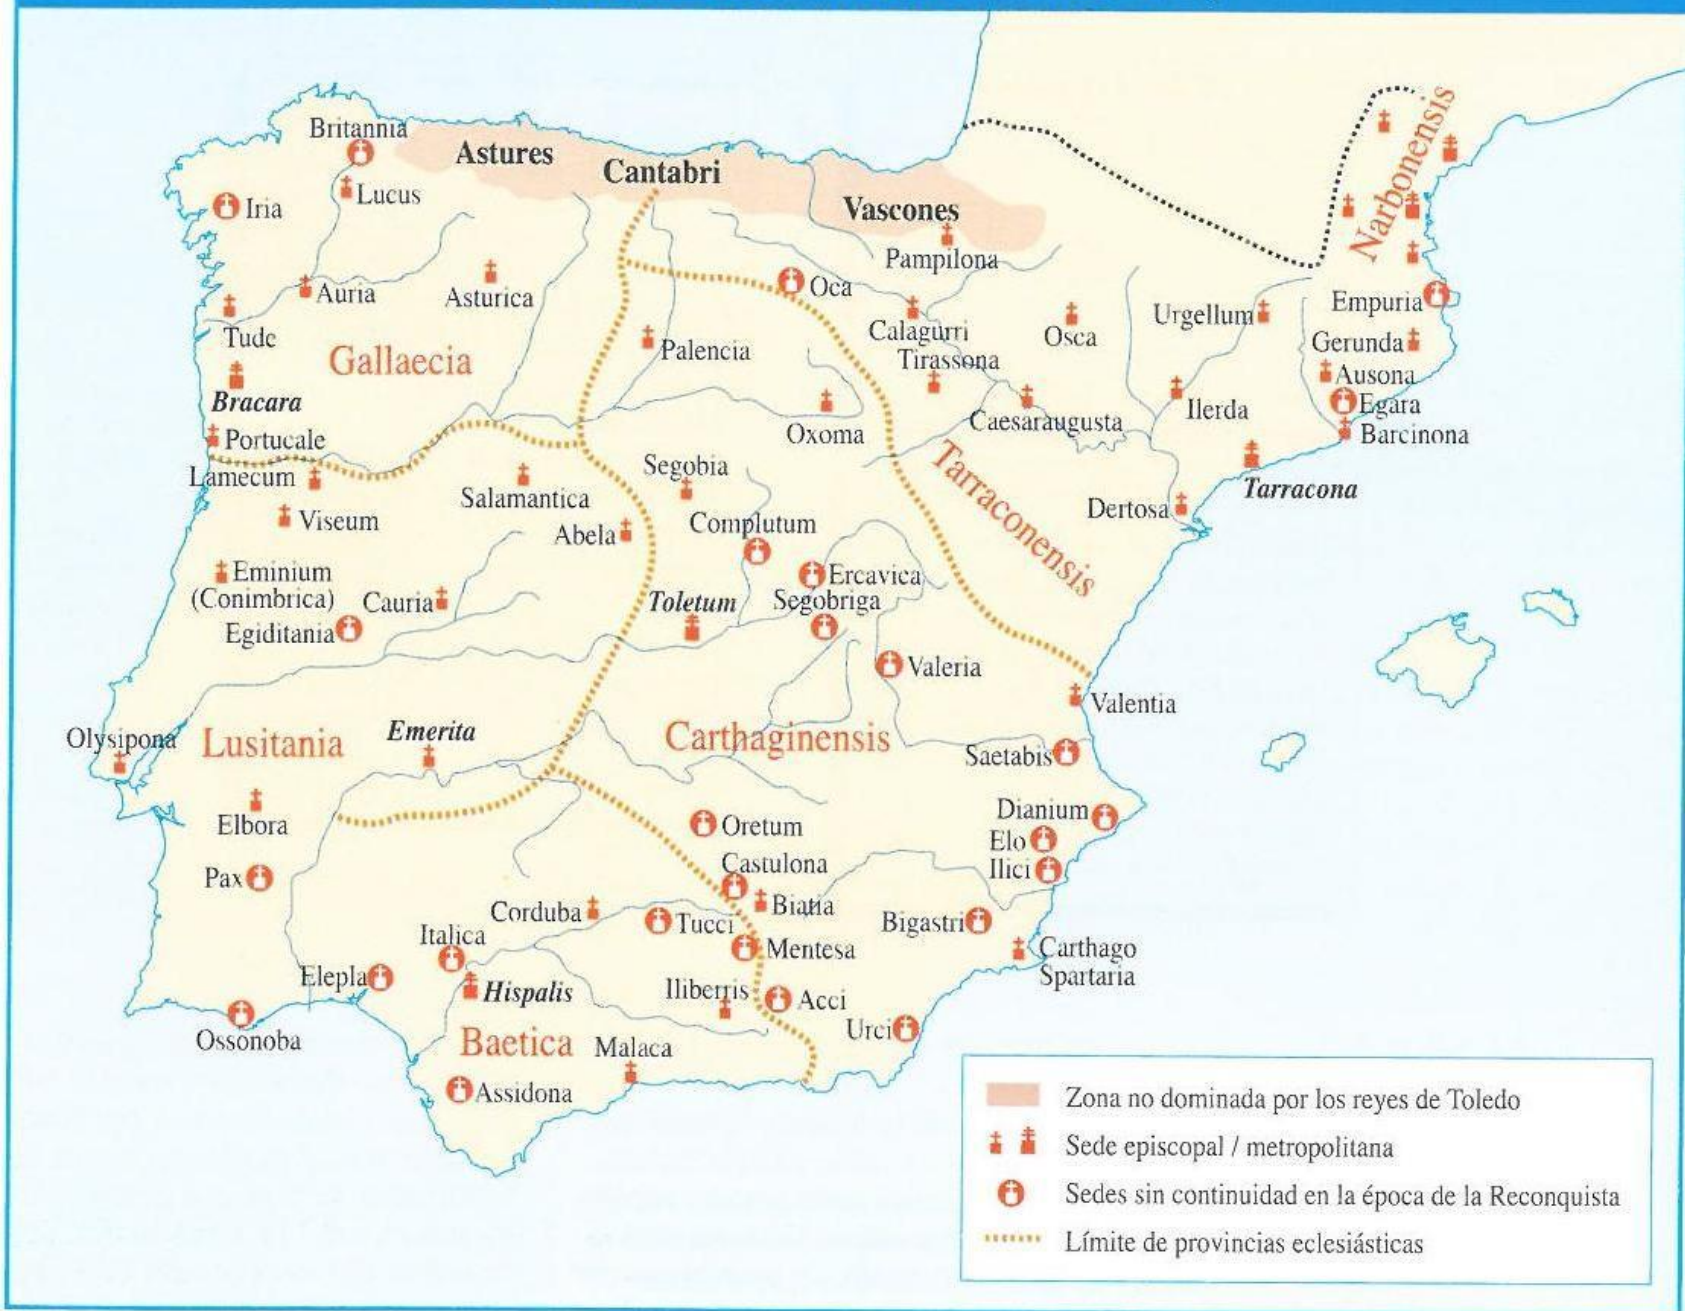 Britannia
Astures
Cantabri
Vascones
Narbonensis
Lucus
Iria
Pampilona
Oca
Auria
Asturica
Empuria
Tude
Calagurri
Osca
Urgellum
Gerunda
Gallaecia
Palencia
Tirassona
Ausona
Bracara
Caesaraugusta
Ilerda
Egara
Portucale
Oxoma
Barcinona
Lamecum
Segobia
Tarraconensis
Tarracona
Salamantica
Viseum
Abela
Complutum
Dertosa
Eminium
(Conimbrica)
Cauria
Ercavica
Toletum
Segobriga
Egiditania
Valeria
Valentia
Olysipona
Lusitania
Emerita
Carthaginensis
Saetabis
Elbora
Oretum
Dianium
Elo
Castulona
Ilici
Pax
Corduba
Biatia
Tucci
Bigastri
Italica
Mentesa
Carthago
Spartaria
Elepla
Hispalis
Iliberris
Acci
Urci
Ossonoba
Baetica
Malaca
Assidona
Zona no dominada por los reyes de Toledo
Sede episcopal / metropolitana
Sedes sin continuidad en la época de la Reconquista
Límite de provincias eclesiásticas